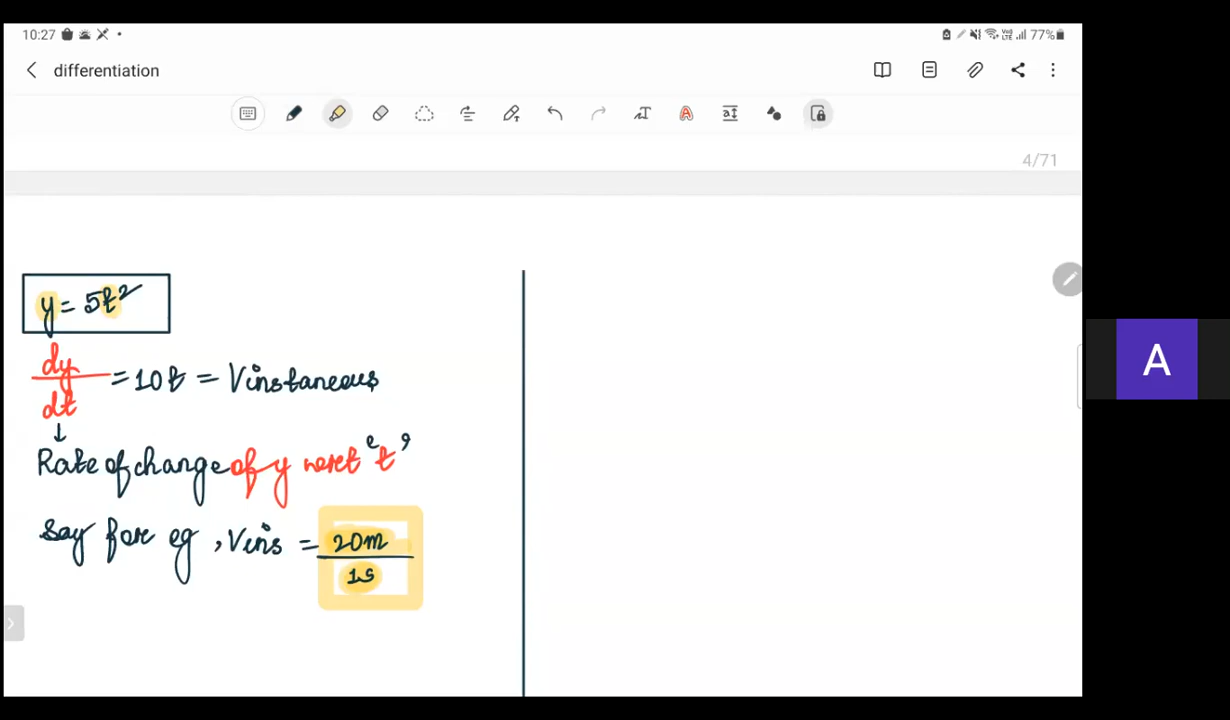 10:27
77%
differentiation
4/71
y = 5t²
dy/dt = 10t = Vinstaneous
↓
Rate of change of y wrt 't'
Say for eg, Vins = 20m/1s
A